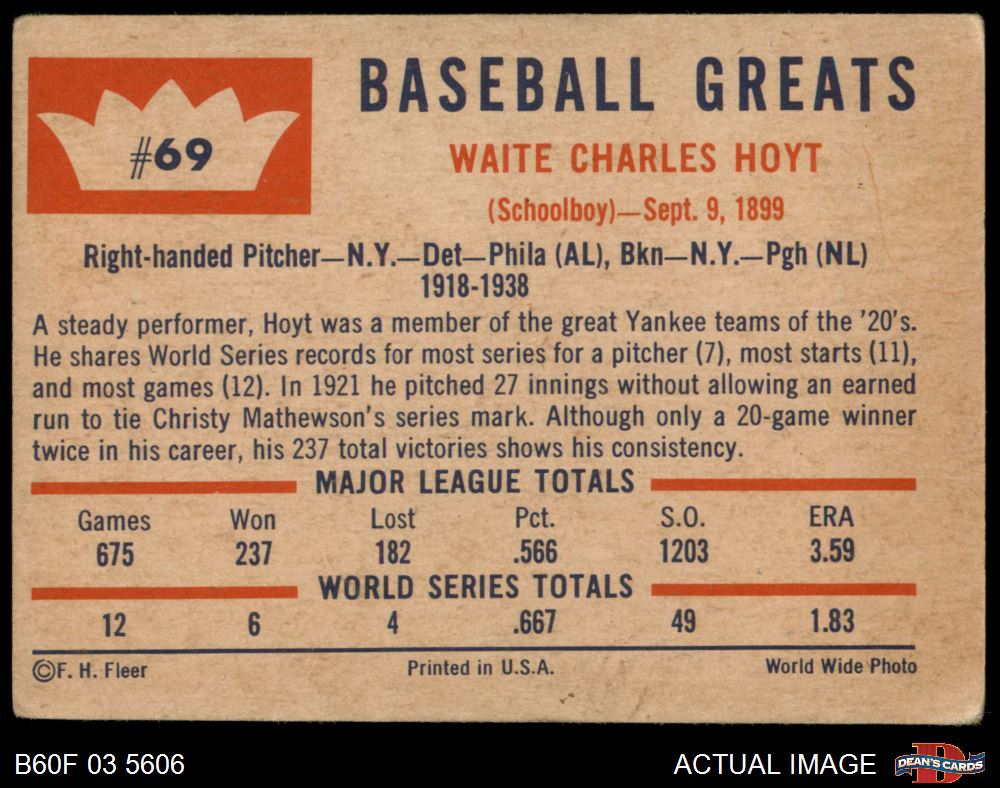 #69
BASEBALL GREATS
WAITE CHARLES HOYT
(Schoolboy)—Sept. 9, 1899
Right-handed Pitcher—N.Y.—Det—Phila (AL), Bkn—N.Y.—Pgh (NL)
1918-1938
A steady performer, Hoyt was a member of the great Yankee teams of the '20's.
He shares World Series records for most series for a pitcher (7), most starts (11),
and most games (12). In 1921 he pitched 27 innings without allowing an earned
run to tie Christy Mathewson's series mark. Although only a 20-game winner
twice in his career, his 237 total victories shows his consistency.
MAJOR LEAGUE TOTALS
Games Won Lost Pct. S.O. ERA
675 237 182 .566 1203 3.59
WORLD SERIES TOTALS
12 6 4 .667 49 1.83
©F. H. Fleer Printed in U.S.A. World Wide Photo
B60F 03 5606 ACTUAL IMAGE D DEAN'S CARDS